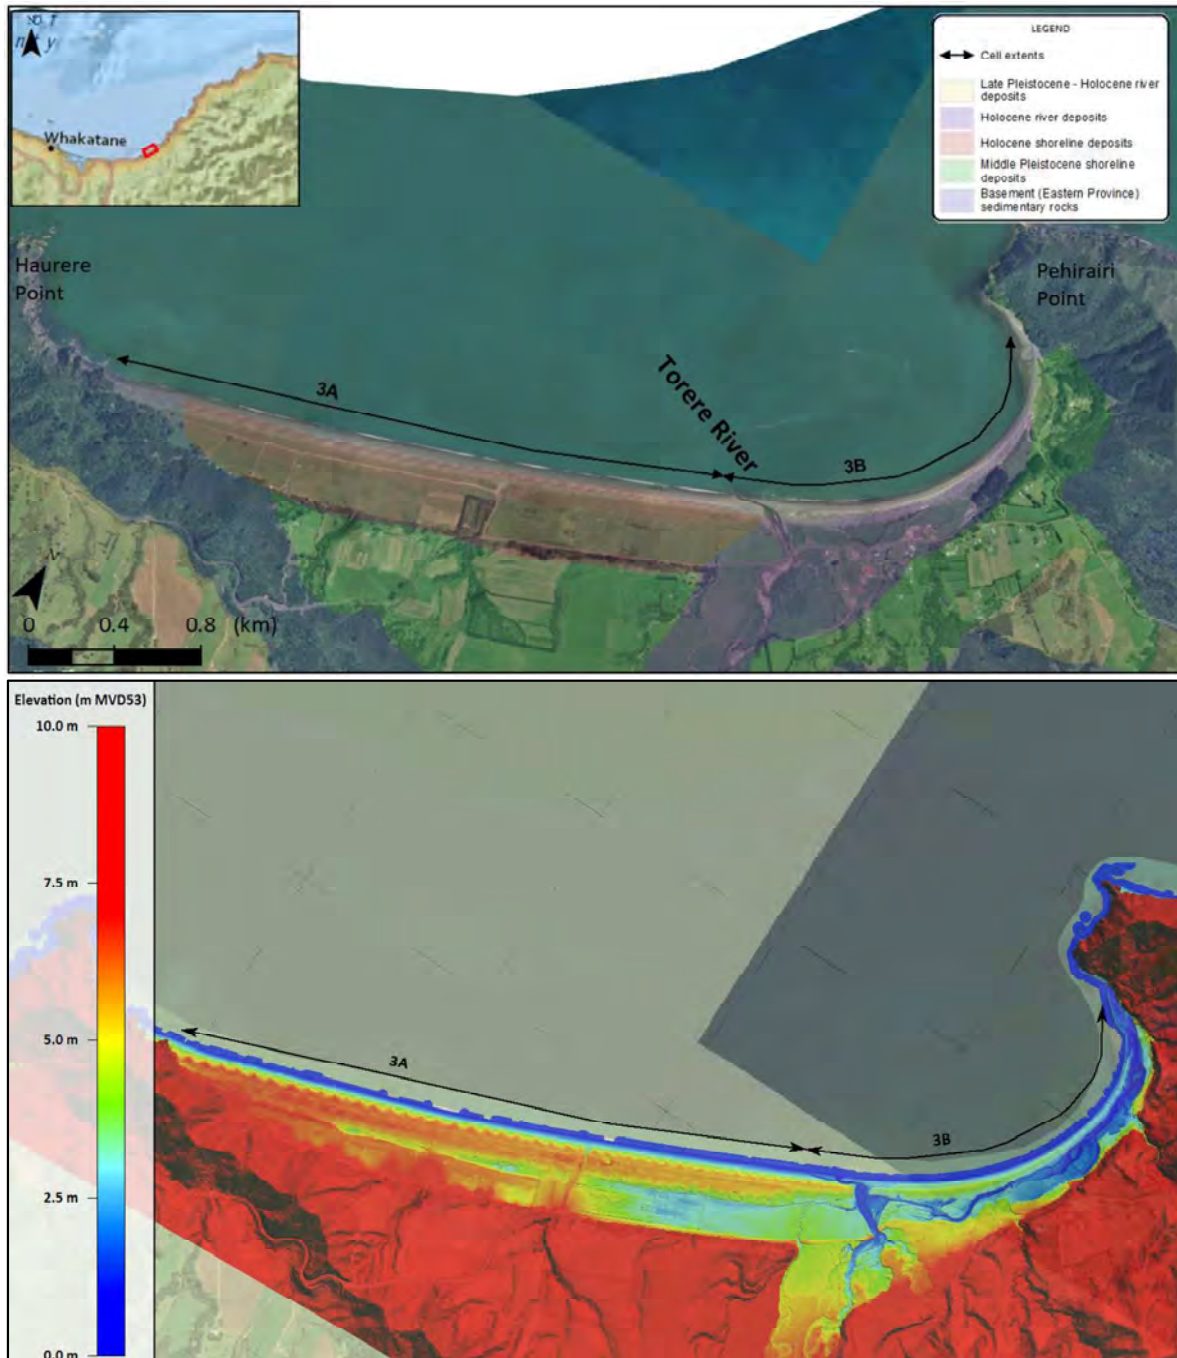 Whakatane
LEGEND
Cell extents
Late Pleistocene - Holocene river
deposits
Holocene river deposits
Holocene shoreline deposits
Middle Pleistocene shoreline
deposits
Basement (Eastern Province)
sedimentary rocks
Haurere
Point
Pehirairi
Point
3A
Torere River
3B
N
0 0.4 0.8 (km)
Elevation (m MVD53)
10.0 m
7.5 m
5.0 m
2.5 m
0.0 m
3A
3B